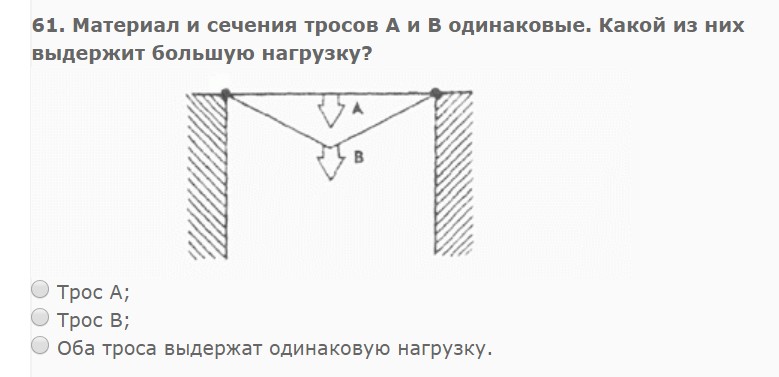 61. Материал и сечения тросов А и В одинаковые. Какой из них
выдержит большую нагрузку?
A
B
Трос А;
Трос В;
Оба троса выдержат одинаковую нагрузку.